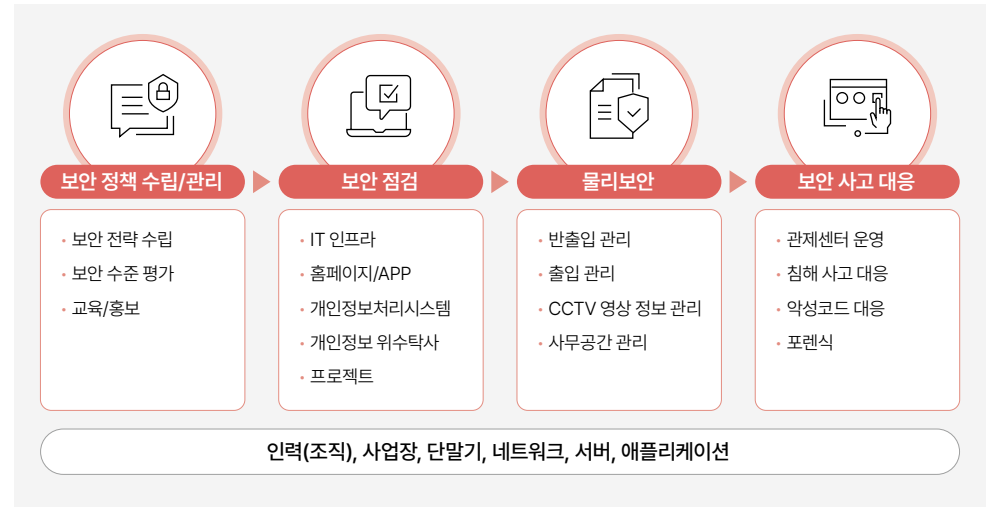 보안 정책 수립/관리
· 보안 전략 수립
· 보안 수준 평가
· 교육/홍보
보안 점검
· IT 인프라
· 홈페이지/APP
· 개인정보처리시스템
· 개인정보 위수탁사
· 프로젝트
물리보안
· 반출입 관리
· 출입 관리
· CCTV 영상 정보 관리
· 사무공간 관리
보안 사고 대응
· 관제센터 운영
· 침해 사고 대응
· 악성코드 대응
· 포렌식
인력(조직), 사업장, 단말기, 네트워크, 서버, 애플리케이션